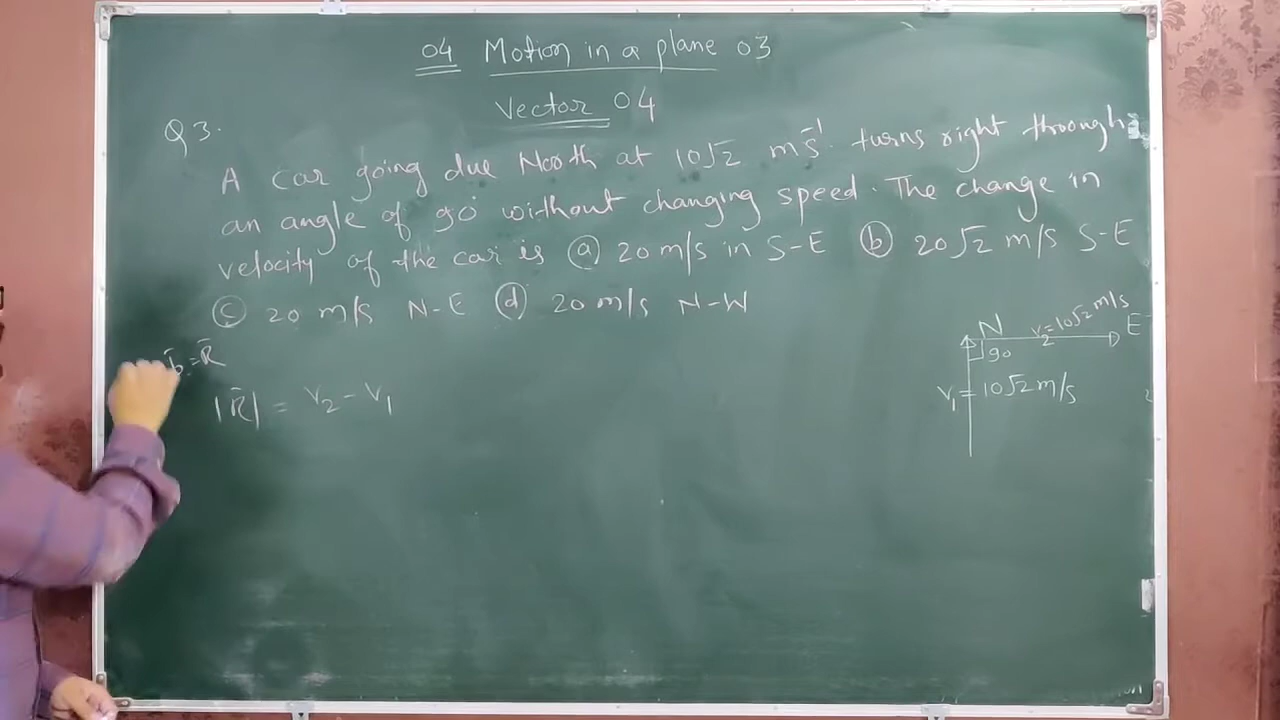 04 Motion in a plane 03
Vector 04
Q3.
A car going due North at 10√2 ms⁻¹ turns right through
an angle of 90° without changing speed. The change in
velocity of the car is (a) 20 m/s in S-E (b) 20√2 m/s S-E
(c) 20 m/s N-E (d) 20 m/s N-W
N v₂=10√2 m/s E
90
b̄ = R̄
|R̄| = v₂ - v₁
v₁ = 10√2 m/s